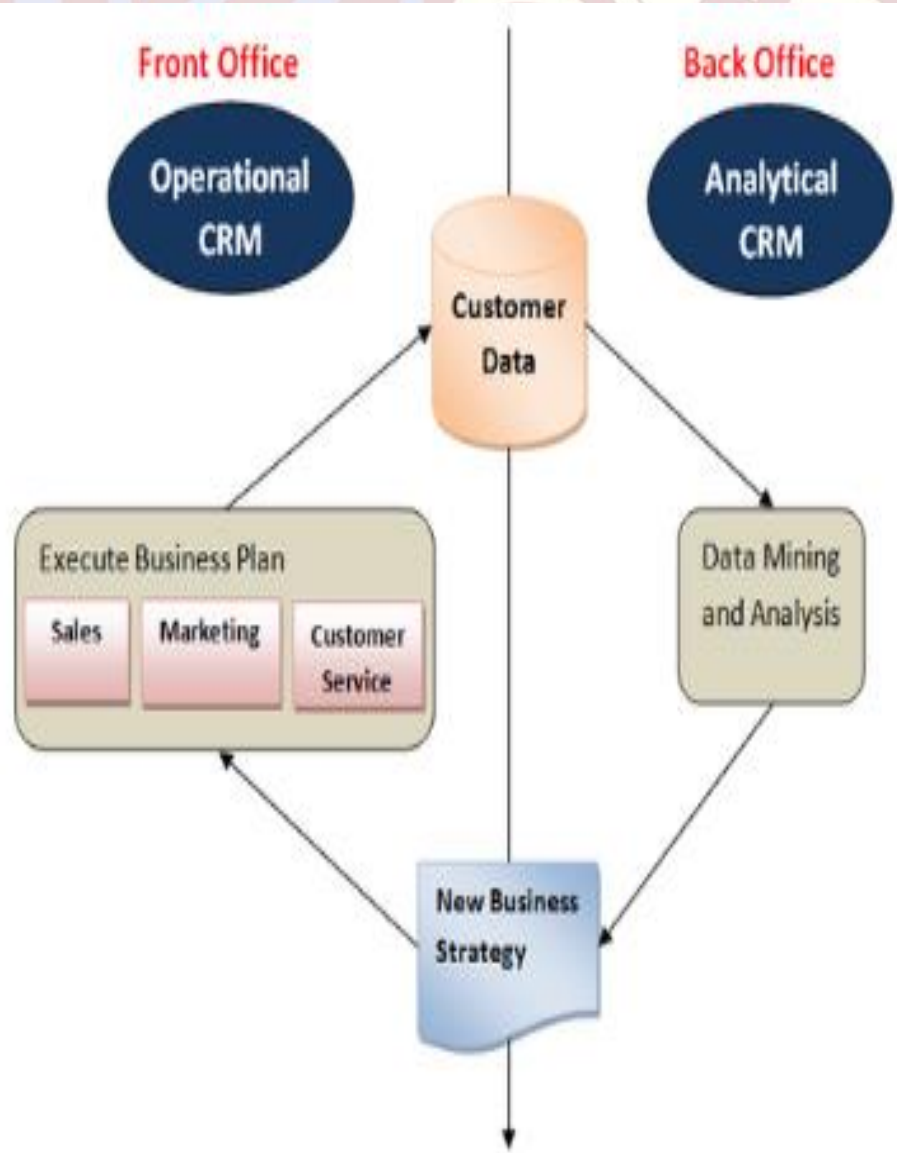 Front Office
Back Office
Operational
CRM
Analytical
CRM
Customer
Data
Execute Business Plan
Sales
Marketing
Customer
Service
Data Mining
and Analysis
New Business
Strategy